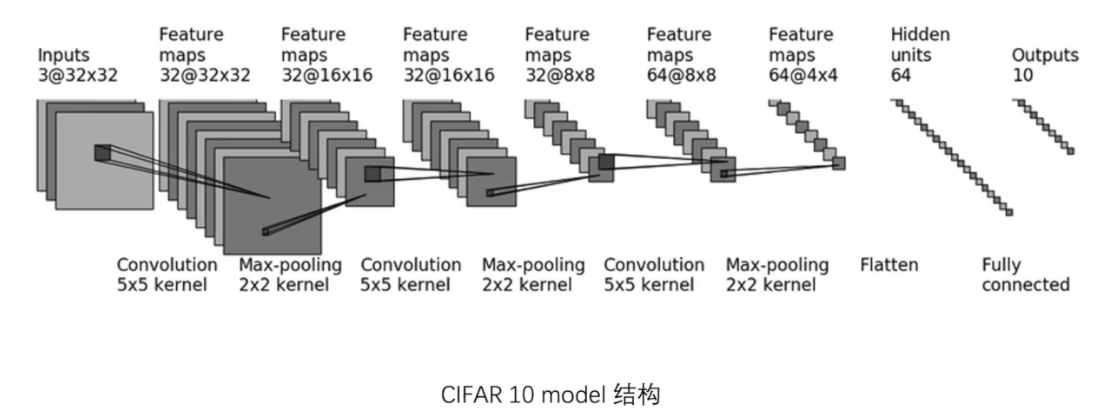 Inputs
3@32x32
Feature
maps
32@32x32
Feature
maps
32@16x16
Feature
maps
32@16x16
Feature
maps
32@8x8
Feature
maps
64@8x8
Feature
maps
64@4x4
Hidden
units
64
Outputs
10
Convolution
5x5 kernel
Max-pooling
2x2 kernel
Convolution
5x5 kernel
Max-pooling
2x2 kernel
Convolution
5x5 kernel
Max-pooling
2x2 kernel
Flatten
Fully
connected
CIFAR 10 model 结构